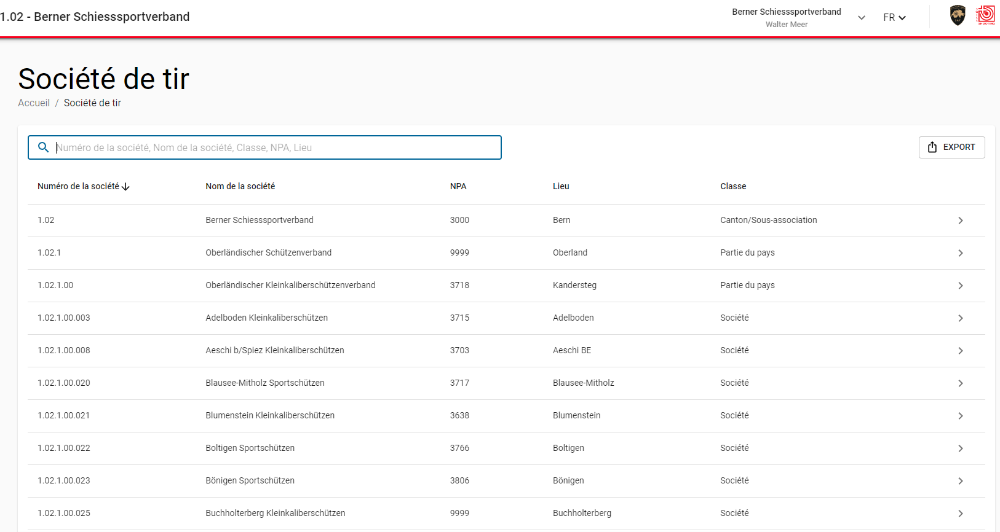 1.02 - Berner Schiesssportverband
Berner Schiesssportverband
Walter Meer
FR
Société de tir
Accueil / Société de tir
Numéro de la société, Nom de la société, Classe, NPA, Lieu
EXPORT
Numéro de la société Nom de la société NPA Lieu Classe
1.02 Berner Schiesssportverband 3000 Bern Canton/Sous-association
1.02.1 Oberländischer Schützenverband 9999 Oberland Partie du pays
1.02.1.00 Oberländischer Kleinkaliberschützenverband 3718 Kandersteg Partie du pays
1.02.1.00.003 Adelboden Kleinkaliberschützen 3715 Adelboden Société
1.02.1.00.008 Aeschi b/Spiez Kleinkaliberschützen 3703 Aeschi BE Société
1.02.1.00.020 Blausee-Mitholz Sportschützen 3717 Blausee-Mitholz Société
1.02.1.00.021 Blumenstein Kleinkaliberschützen 3638 Blumenstein Société
1.02.1.00.022 Boltigen Sportschützen 3766 Boltigen Société
1.02.1.00.023 Bönigen Sportschützen 3806 Bönigen Société
1.02.1.00.025 Buchholterberg Kleinkaliberschützen 9999 Buchholterberg Société